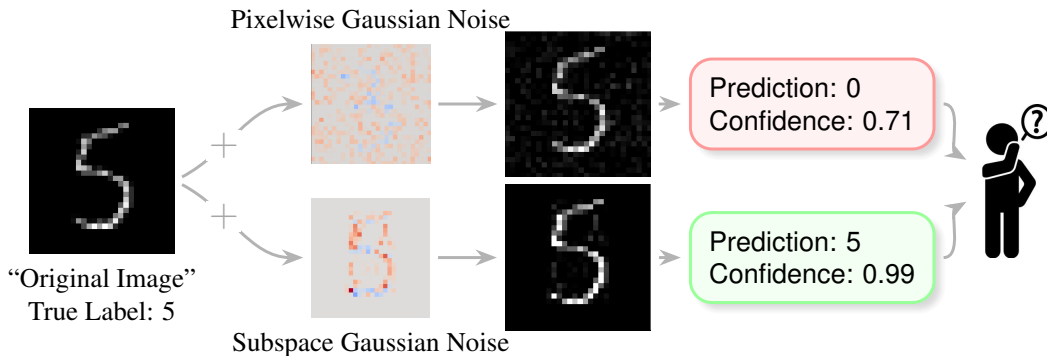 Pixelwise Gaussian Noise
Prediction: 0
Confidence: 0.71
?
+
+
“Original Image”
True Label: 5
Prediction: 5
Confidence: 0.99
Subspace Gaussian Noise